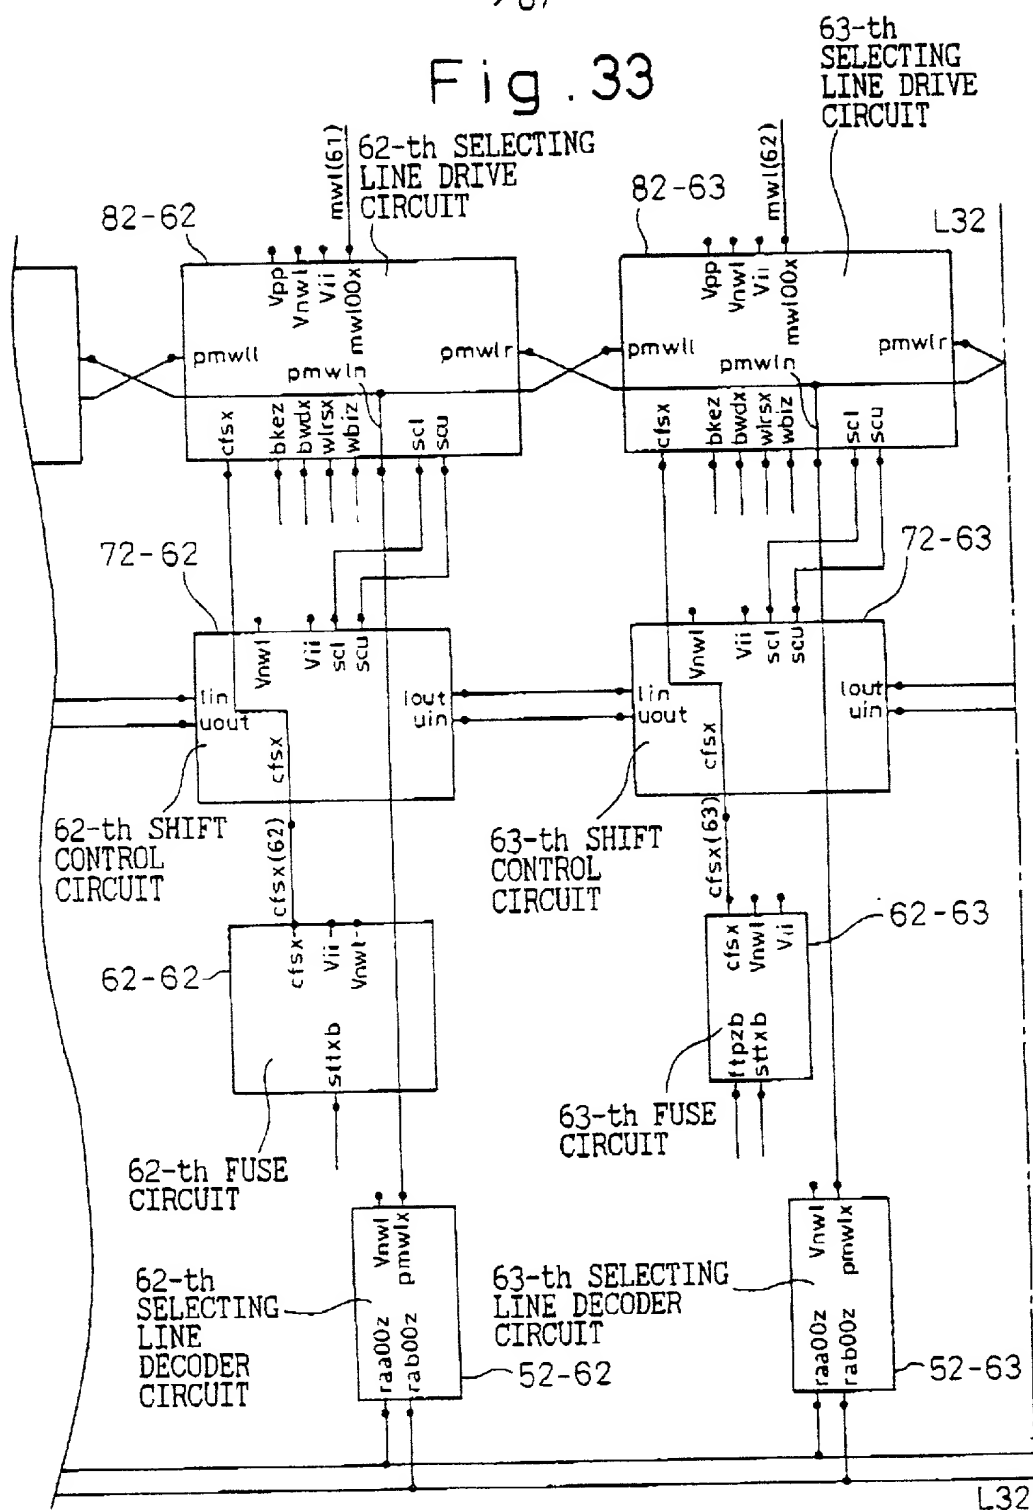 Fig. 33
63-th
SELECTING
LINE DRIVE
CIRCUIT
mwl(61)
62-th SELECTING
LINE DRIVE
CIRCUIT
mwl(62)
82-62
82-63
L32
Vpp
Vnwl
Vii
mwl00x
Vpp
Vnwl
Vii
mwl00x
pmwll
pmwlr
pmwll
pmwlr
pmwln
pmwln
cfsx
bkez
bwdx
wlrsx
wbiz
scl
scu
cfsx
bkez
bwdx
wlrsx
wbiz
scl
scu
72-62
72-63
Vnwl
Vii
scl
scu
Vnwl
Vii
scl
scu
lin
uout
lout
uin
lin
uout
lout
uin
cfsx
cfsx
62-th SHIFT
CONTROL
CIRCUIT
cfsx(62)
63-th SHIFT
CONTROL
CIRCUIT
cfsx(63)
62-62
62-63
cfsx
Vii
Vnwl
cfsx
Vnwl
Vii
sttxb
ftpzb
sttxb
62-th FUSE
CIRCUIT
63-th FUSE
CIRCUIT
Vnwl
pmwlx
Vnwl
pmwlx
62-th
SELECTING
LINE
DECODER
CIRCUIT
63-th SELECTING
LINE DECODER
CIRCUIT
raa00z
rab00z
raa00z
rab00z
52-62
52-63
L32